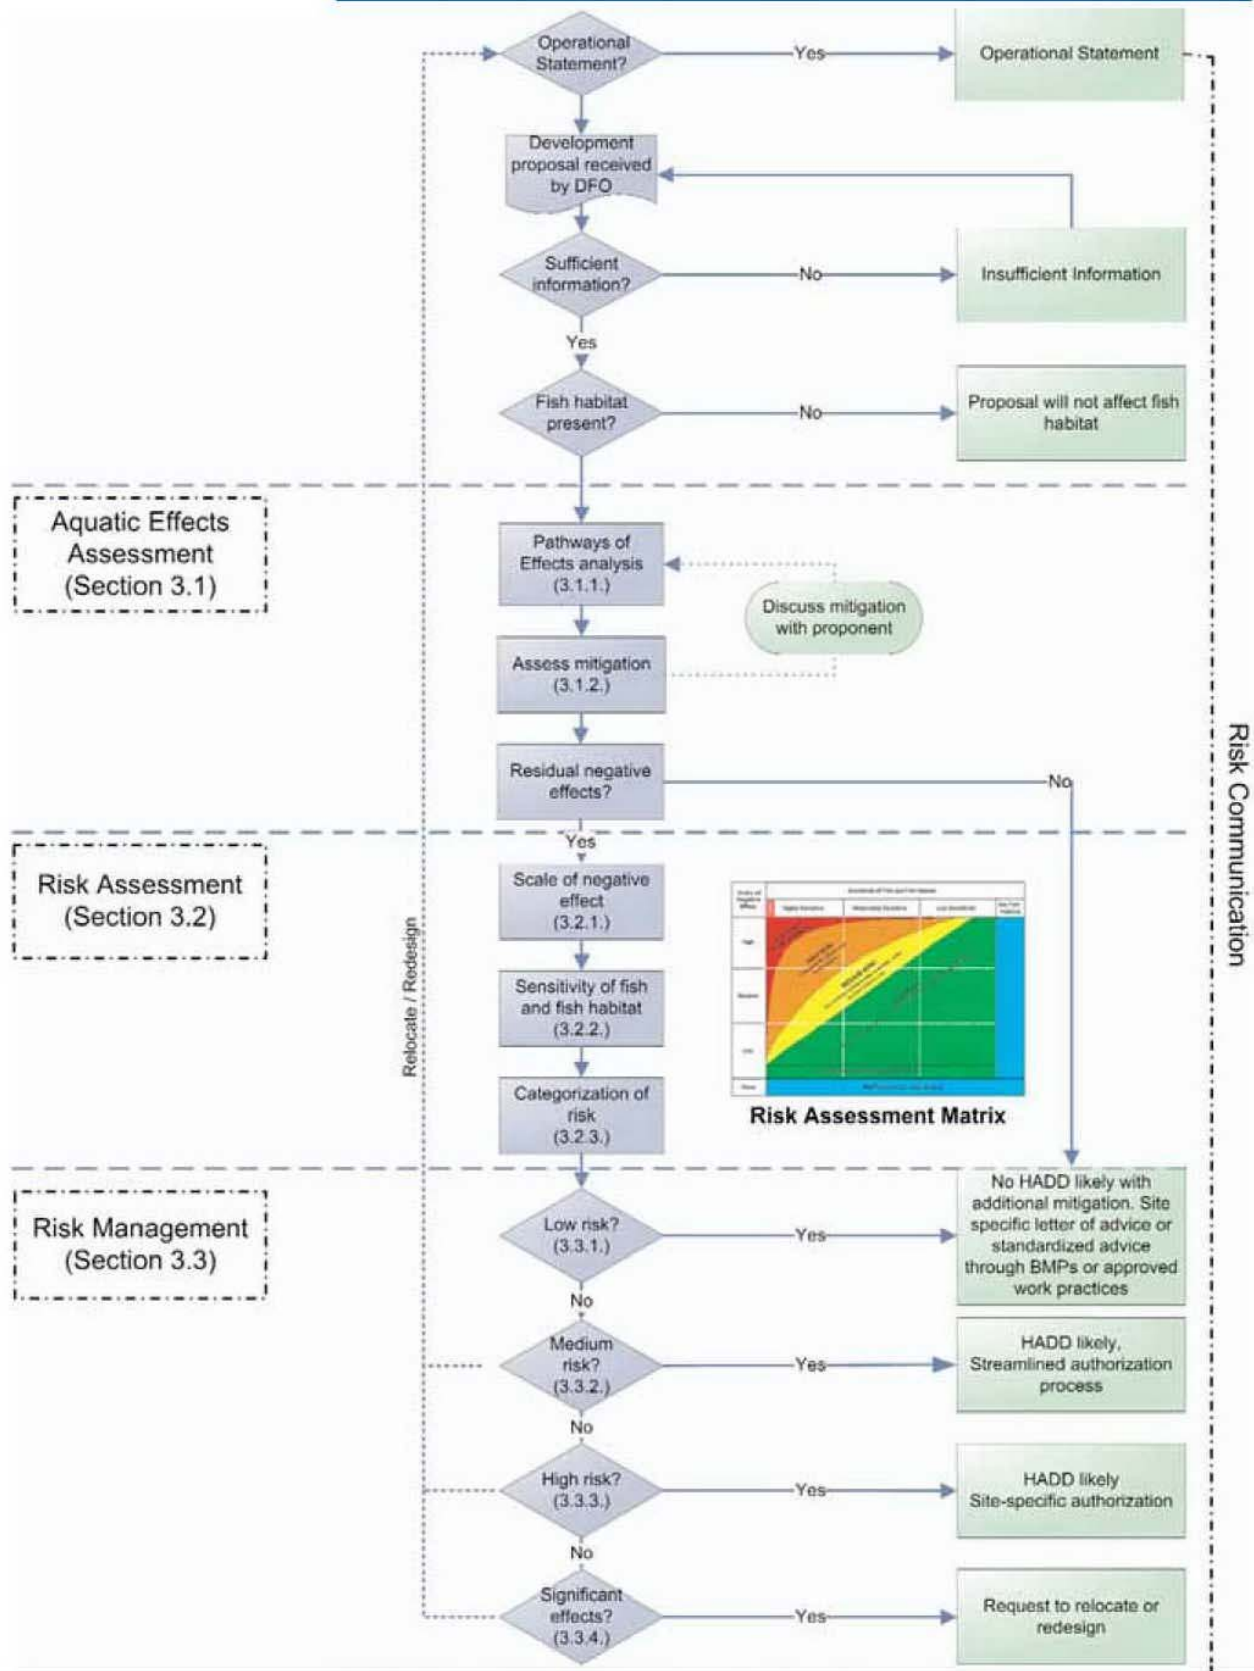 Operational
Statement?
Yes
Operational Statement
Development
proposal received
by DFO
Sufficient
information?
No
Insufficient Information
Yes
Fish habitat
present?
No
Proposal will not affect fish
habitat
Aquatic Effects
Assessment
(Section 3.1)
Pathways of
Effects analysis
(3.1.1.)
Discuss mitigation
with proponent
Assess mitigation
(3.1.2.)
Residual negative
effects?
No
Yes
Risk Communication
Risk Assessment
(Section 3.2)
Scale of negative
effect
(3.2.1.)
Sensitivity of fish
and fish habitat
(3.2.2.)
Categorization of
risk
(3.2.3.)
Risk Assessment Matrix
Relocate / Redesign
Risk Management
(Section 3.3)
Low risk?
(3.3.1.)
Yes
No HADD likely with
additional mitigation. Site
specific letter of advice or
standardized advice
through BMPs or approved
work practices
No
Medium
risk?
(3.3.2.)
Yes
HADD likely,
Streamlined authorization
process
No
High risk?
(3.3.3.)
Yes
HADD likely
Site-specific authorization
No
Significant
effects?
(3.3.4.)
Yes
Request to relocate or
redesign